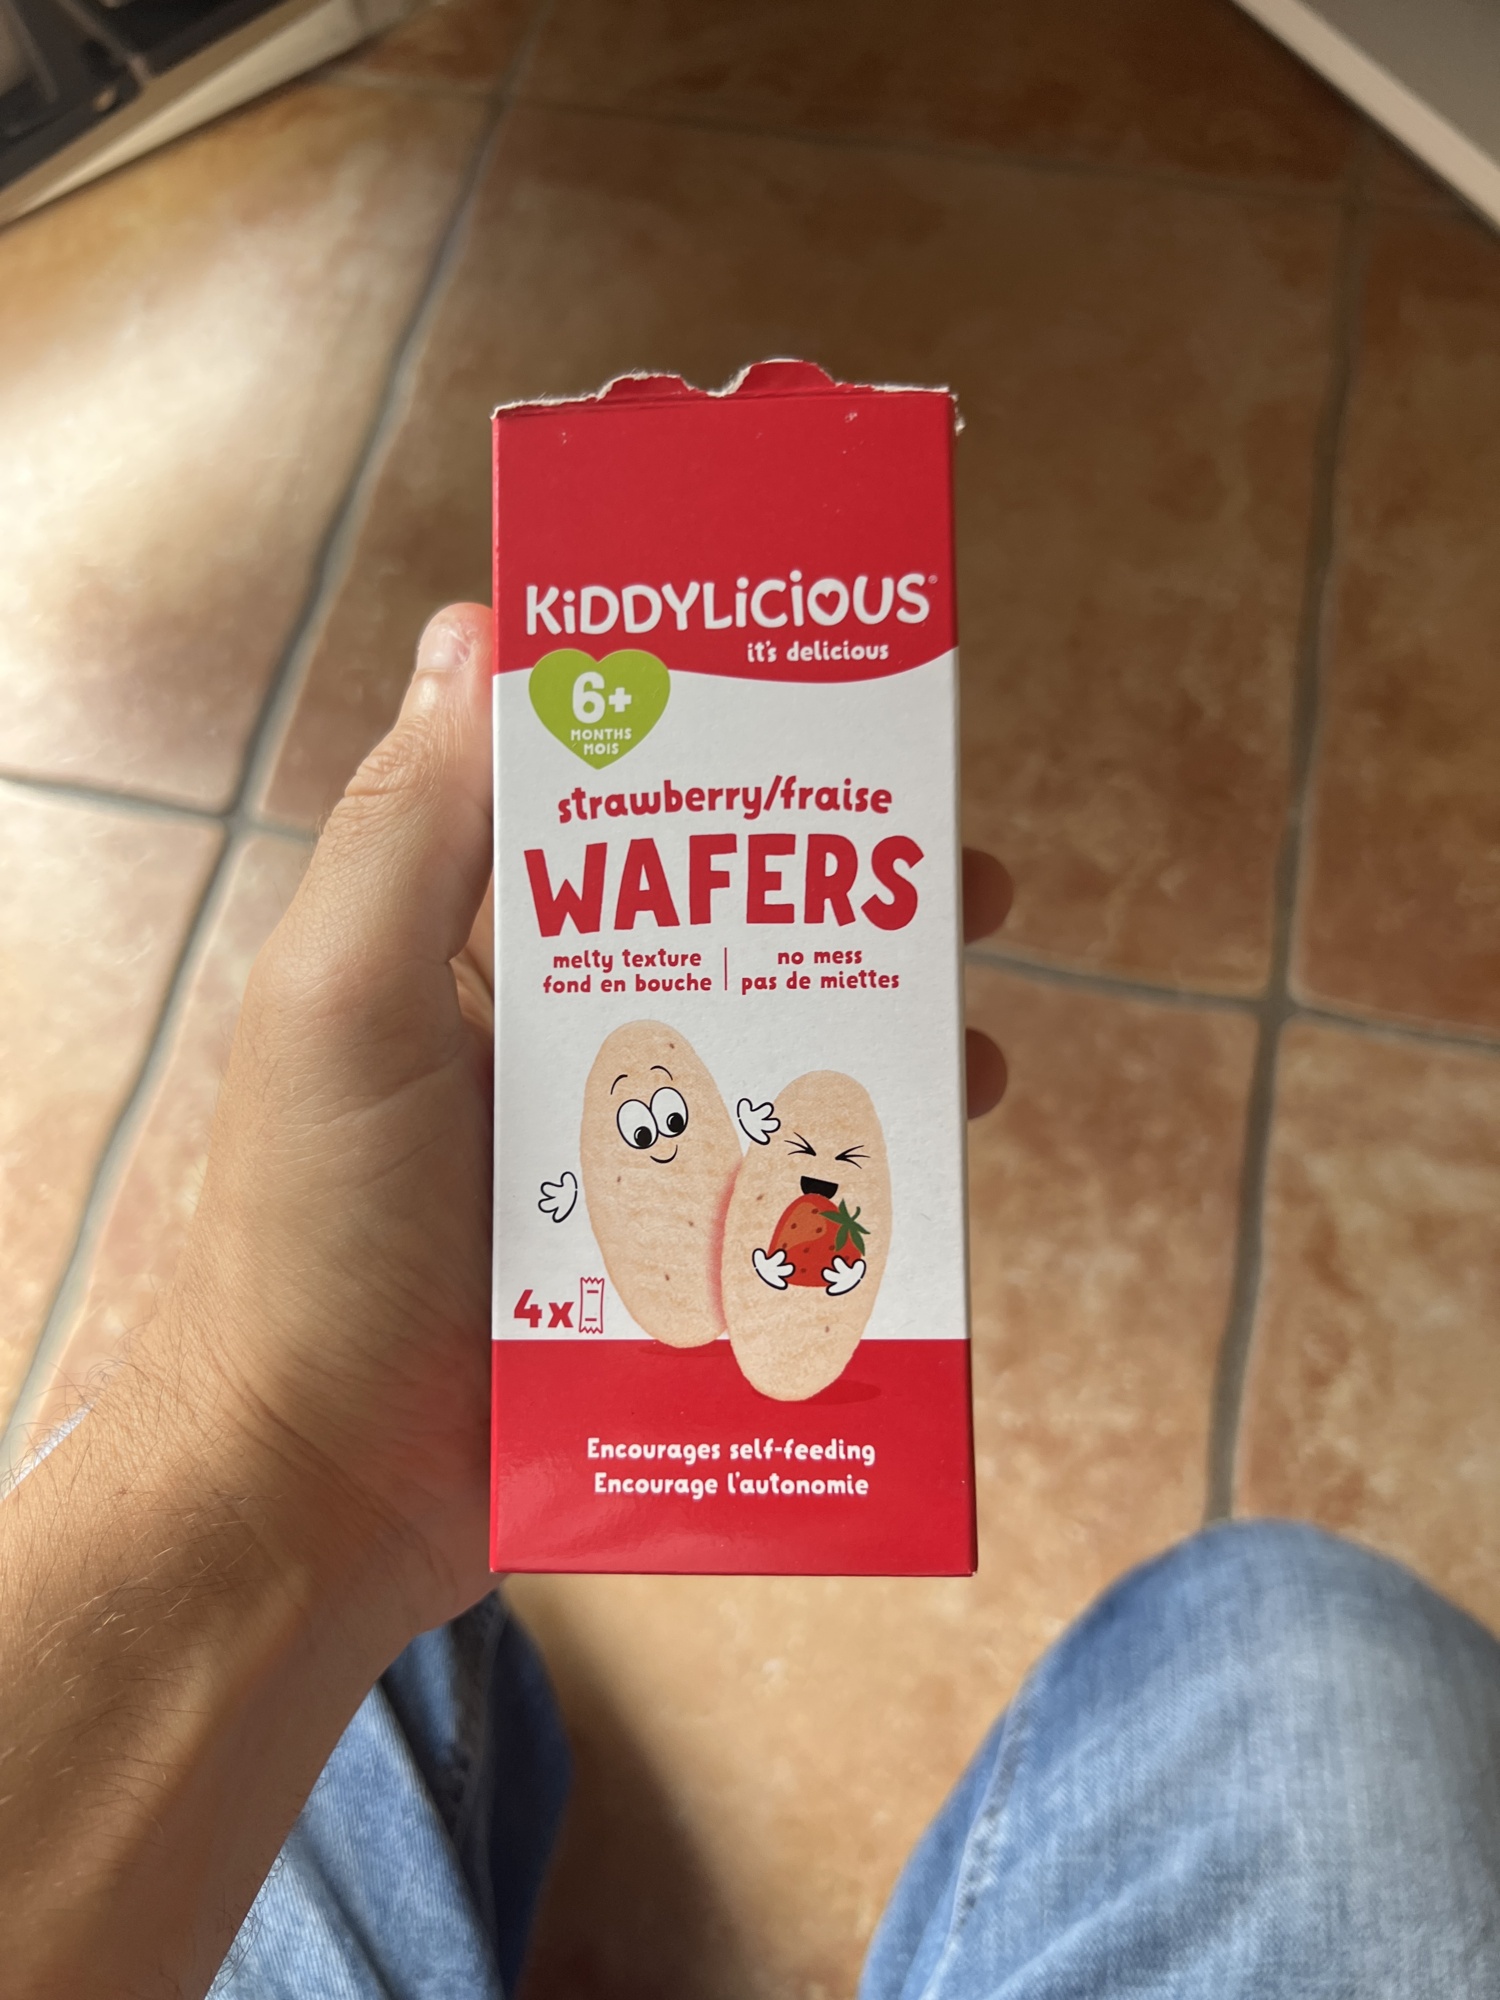 KiDDYLiCiOUS®
it's delicious
6+
MONTHS
MOIS
strawberry/fraise
WAFERS
melty texture
fond en bouche
no mess
pas de miettes
4x
Encourages self-feeding
Encourage l'autonomie